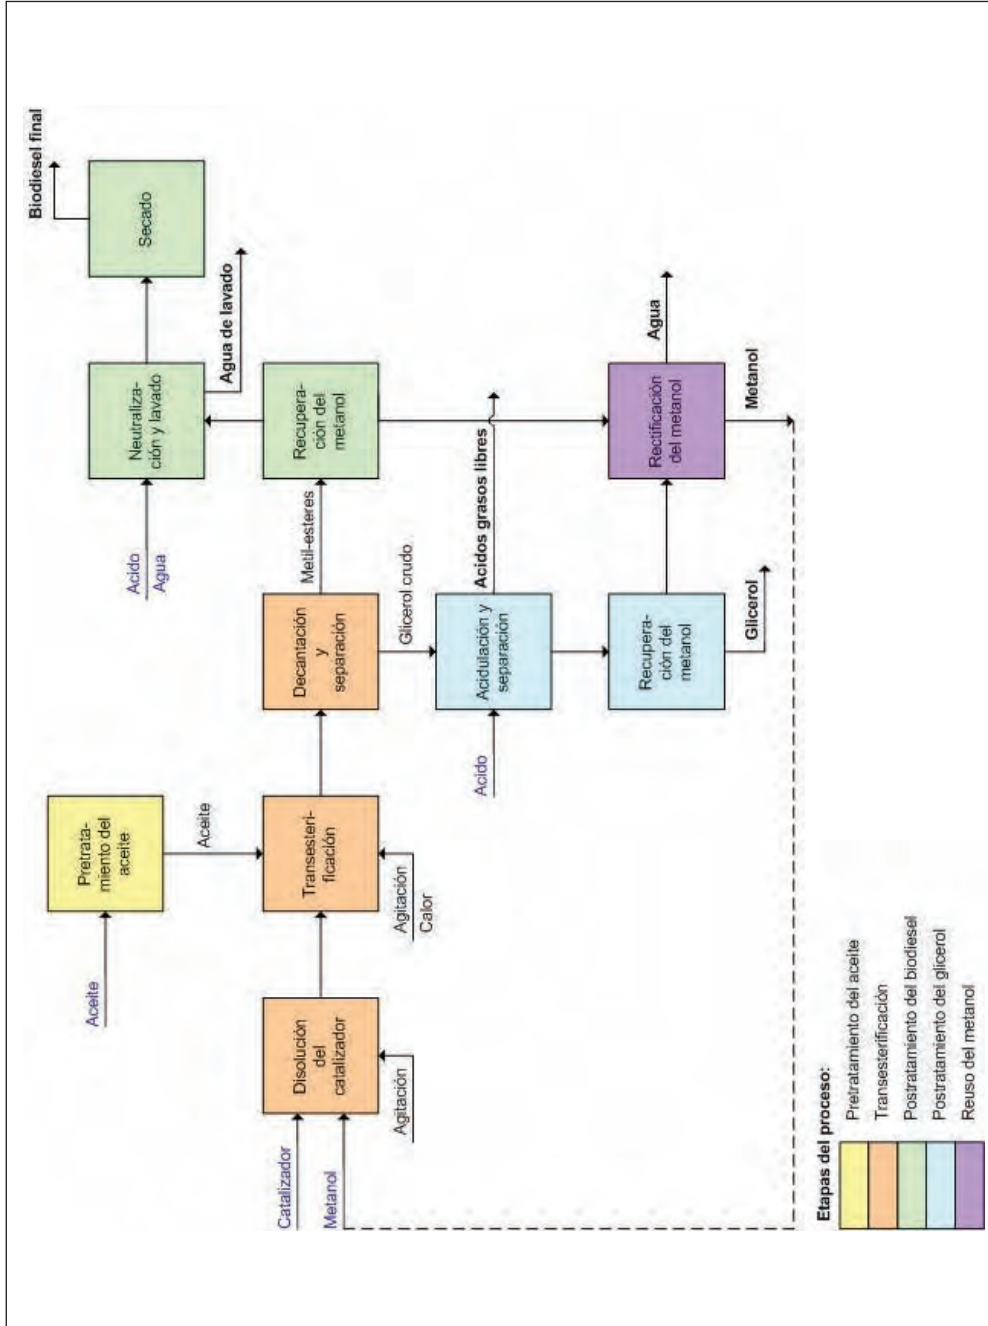 Aceite
Pretrata-
miento del
aceite
Aceite
Catalizador
Metanol
Disolución
del
catalizador
Agitación
Transesteri-
ficación
Agitación
Calor
Decantación
y
separación
Metil-esteres
Glicerol crudo
Recupera-
ción del
metanol
Acido
Agua
Neutraliza-
ción y lavado
Agua de lavado
Secado
Biodiesel final
Acido
Acidulación y
separación
Acidos grasos libres
Recupera-
ción del
metanol
Glicerol
Rectificación
del metanol
Agua
Metanol
Etapas del proceso:
Pretratamiento del aceite
Transesterificación
Postratamiento del biodiesel
Postratamiento del glicerol
Reuso del metanol